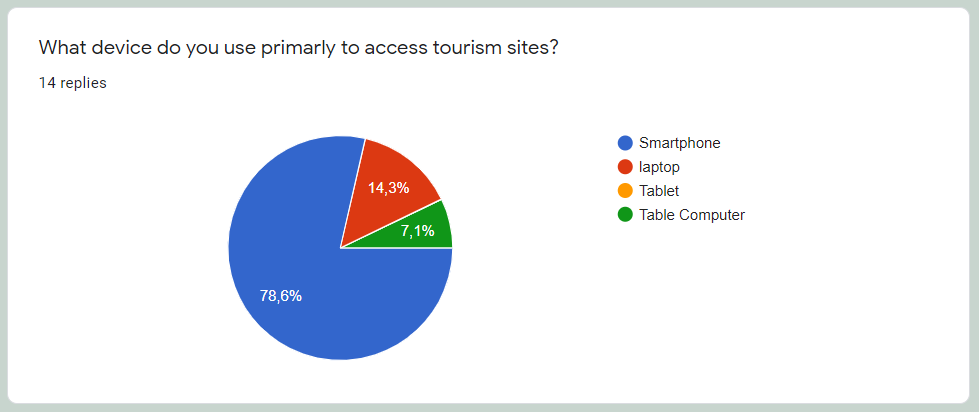 What device do you use primarly to access tourism sites?
14 replies
Smartphone
laptop
Tablet
Table Computer
14,3%
7,1%
78,6%